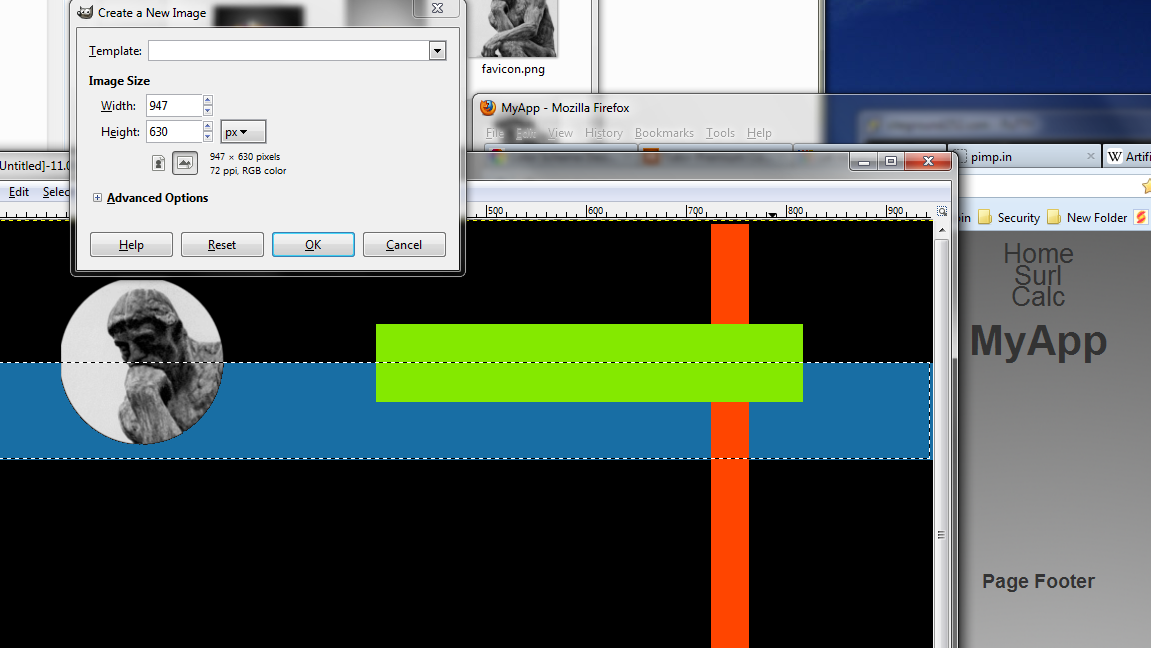 Create a New Image
Template:
Image Size
Width: 947
Height: 630 px
947 × 630 pixels
72 ppi, RGB color
Advanced Options
Help Reset OK Cancel
favicon.png
MyApp - Mozilla Firefox
File Edit View History Bookmarks Tools Help
Untitled]-11.0
Edit Selec
500 600 700 800 900
pimp.in
W Artifi
in Security New Folder
Home
Surl
Calc
MyApp
Page Footer